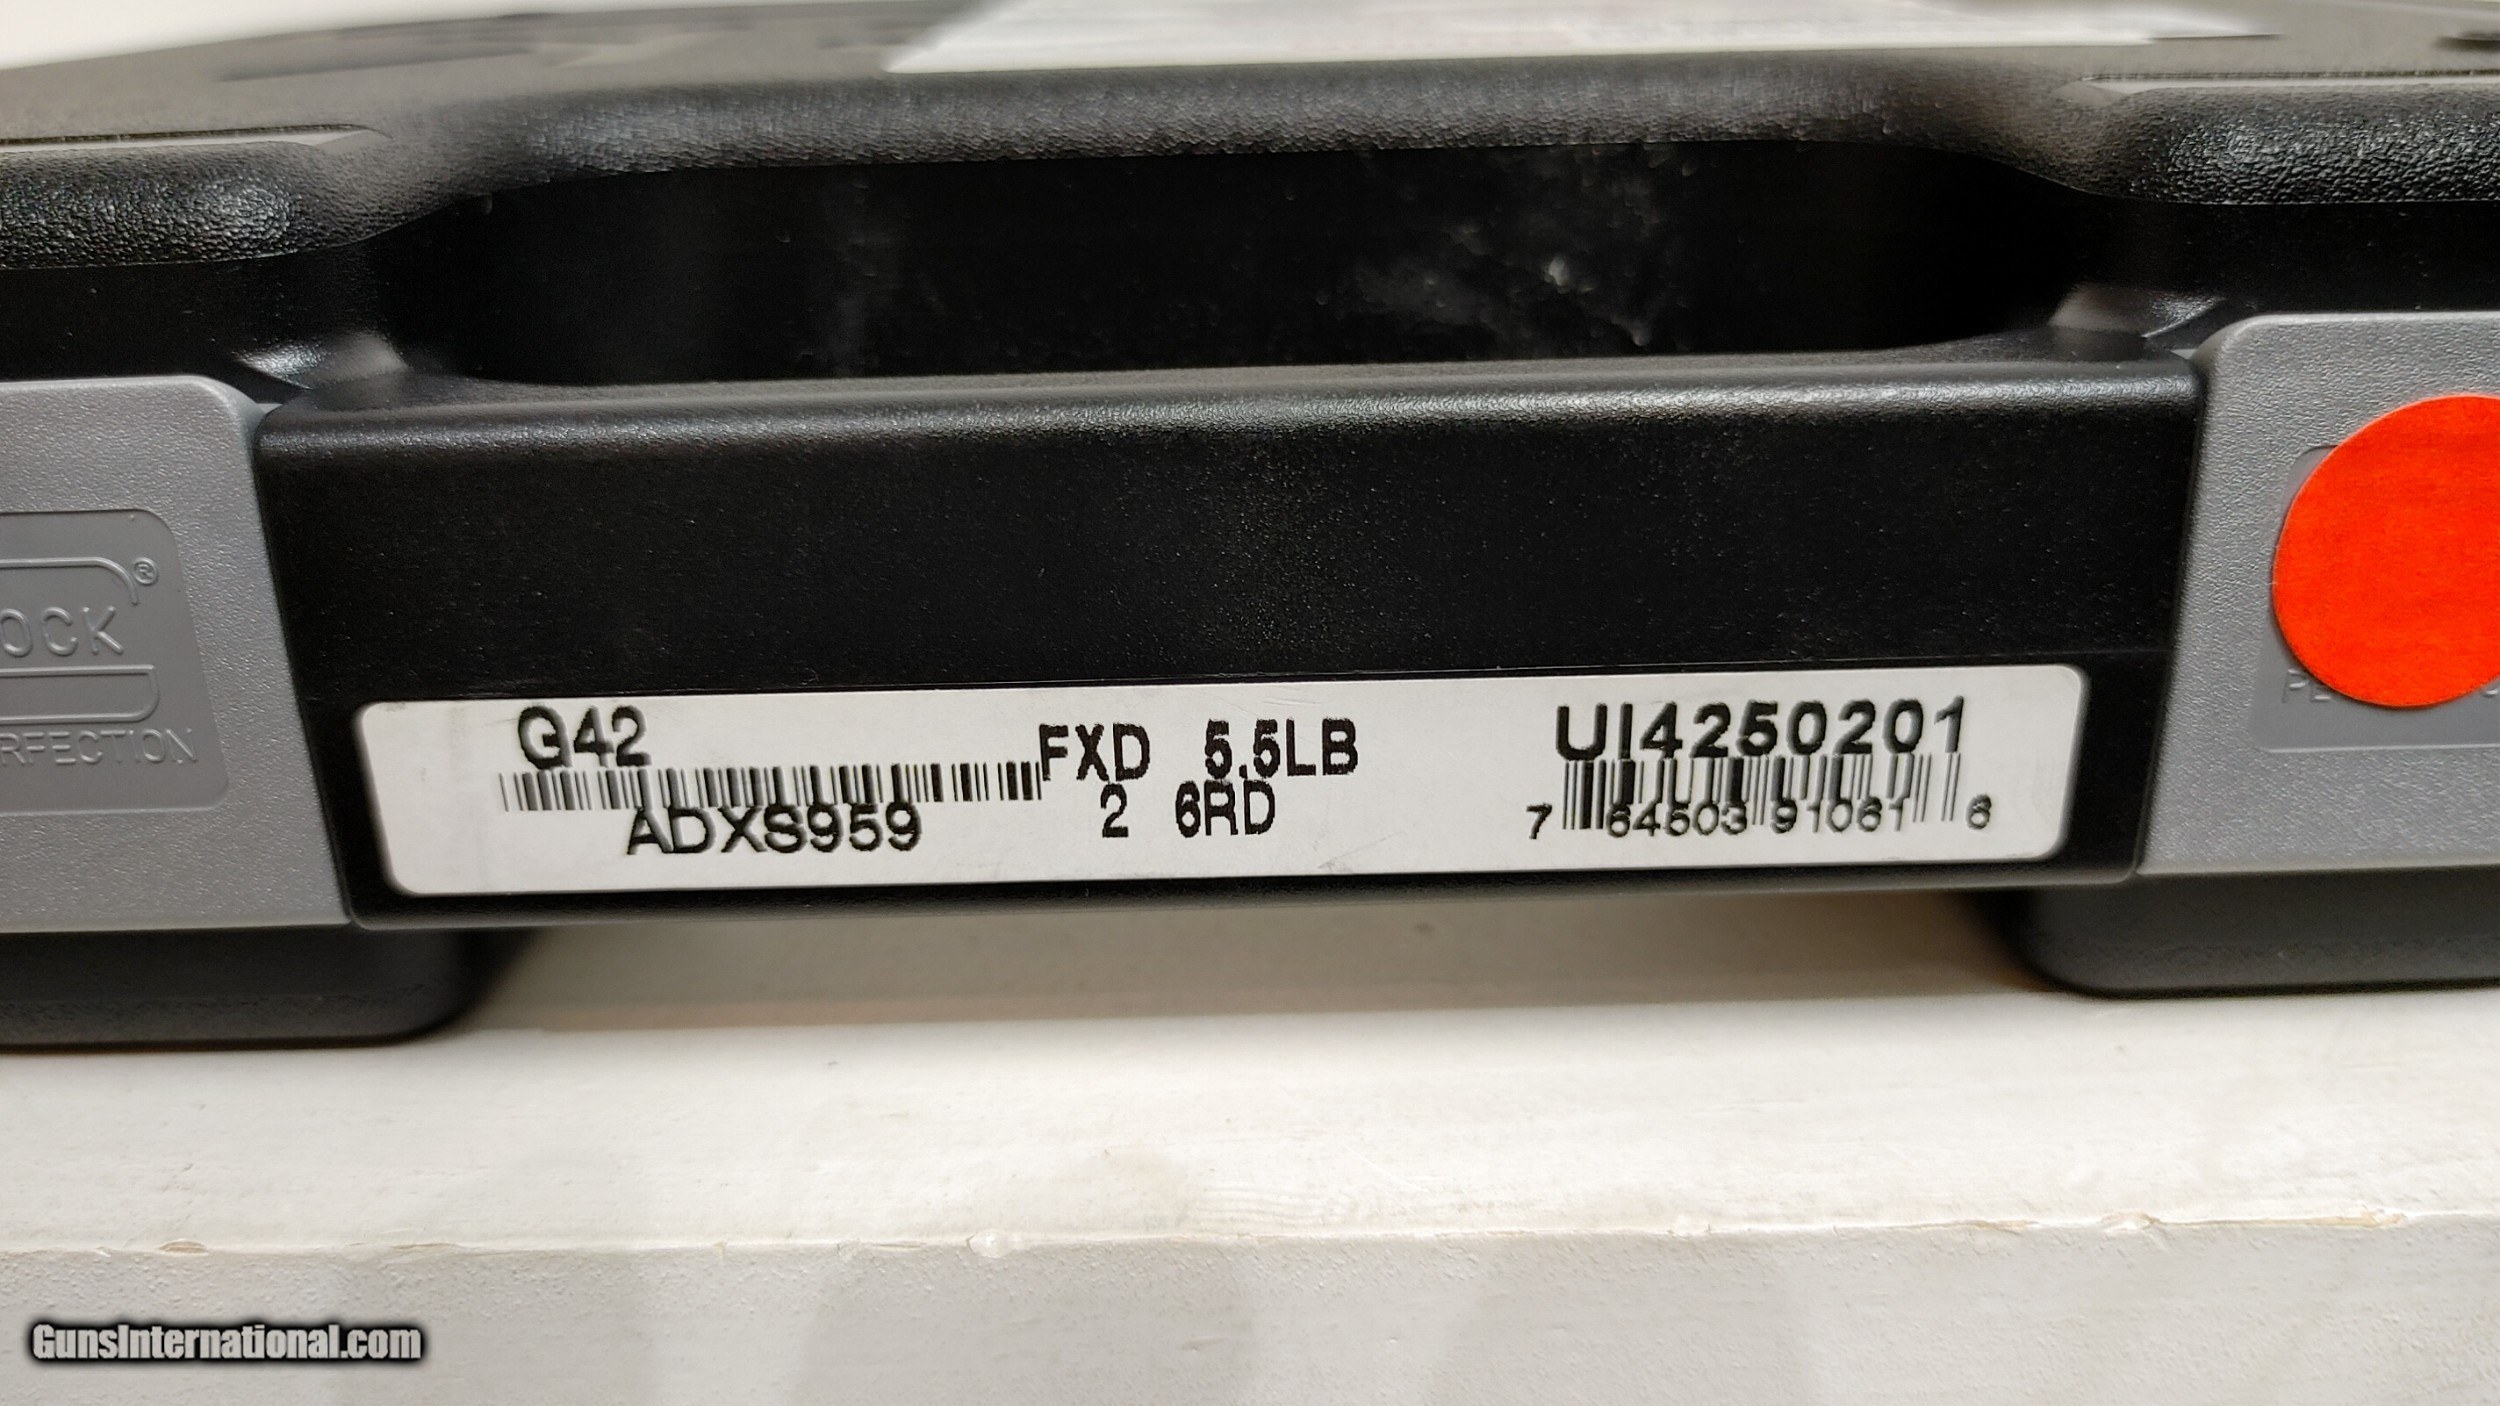 OCK ®
RFECTION
G42
FXD 5.5LB
UI4250201
ADXS959
2 6RD
7 64503 91061 6
GunsInternational.com